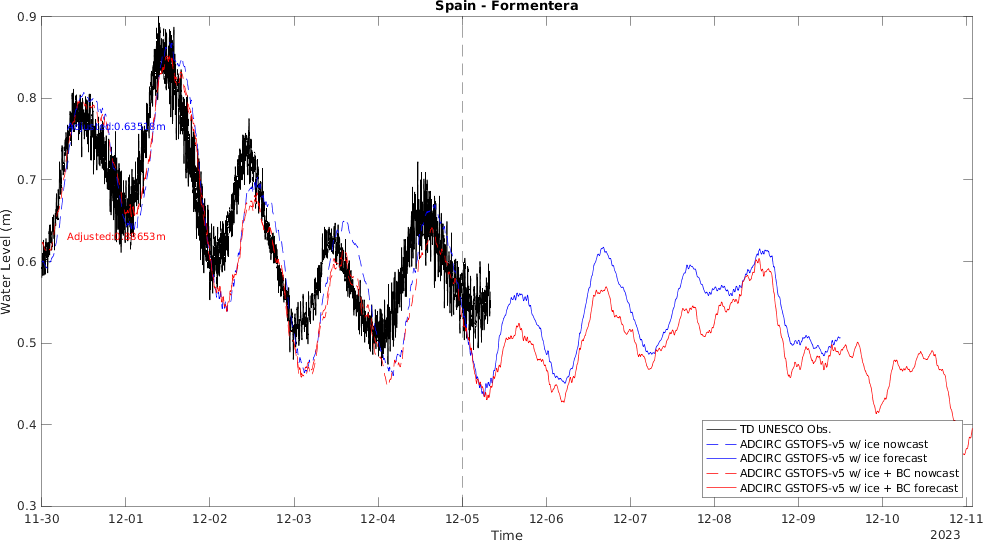 Spain - Formentera
Water Level (m)
0.9
0.8
0.7
0.6
0.5
0.4
0.3
m
Adjusted:
3653m
TD UNESCO Obs.
ADCIRC GSTOFS-v5 w/ ice nowcast
ADCIRC GSTOFS-v5 w/ ice forecast
ADCIRC GSTOFS-v5 w/ ice + BC nowcast
ADCIRC GSTOFS-v5 w/ ice + BC forecast
11-30 12-01 12-02 12-03 12-04 12-05 12-06 12-07 12-08 12-09 12-10 12-11
Time
2023